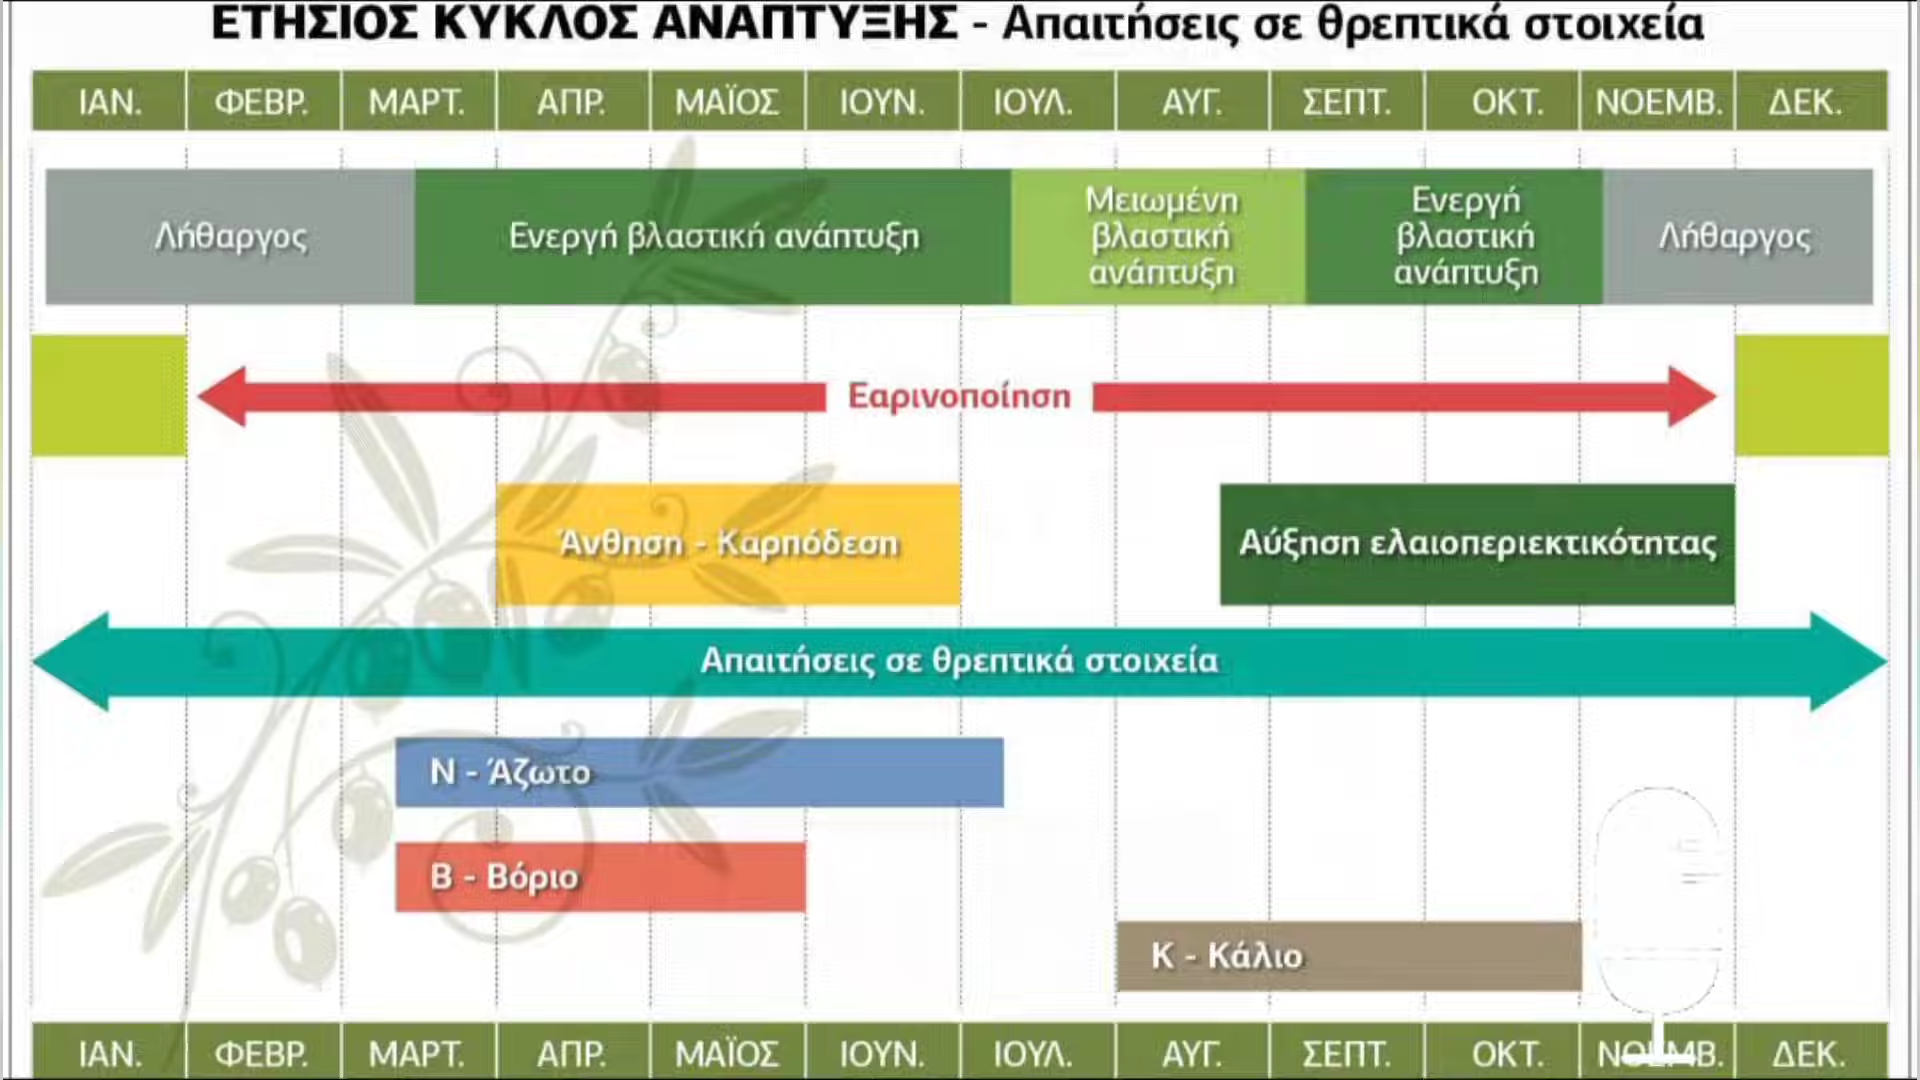 ΕΤΗΣΙΟΣ ΚΥΚΛΟΣ ΑΝΑΠΤΥΞΗΣ - Απαιτήσεις σε θρεπτικά στοιχεία
ΙΑΝ. ΦΕΒΡ. ΜΑΡΤ. ΑΠΡ. ΜΑΪΟΣ ΙΟΥΝ. ΙΟΥΛ. ΑΥΓ. ΣΕΠΤ. ΟΚΤ. ΝΟΕΜΒ. ΔΕΚ.
Λήθαργος
Ενεργή βλαστική ανάπτυξη
Μειωμένη
βλαστική
ανάπτυξη
Ενεργή
βλαστική
ανάπτυξη
Λήθαργος
Εαρινοποίηση
Άνθηση - Καρπόδεση
Αύξηση ελαιοπεριεκτικότητας
Απαιτήσεις σε θρεπτικά στοιχεία
Ν - Άζωτο
Β - Βόριο
Κ - Κάλιο
ΙΑΝ. ΦΕΒΡ. ΜΑΡΤ. ΑΠΡ. ΜΑΪΟΣ ΙΟΥΝ. ΙΟΥΛ. ΑΥΓ. ΣΕΠΤ. ΟΚΤ. ΝΟΕΜΒ. ΔΕΚ.